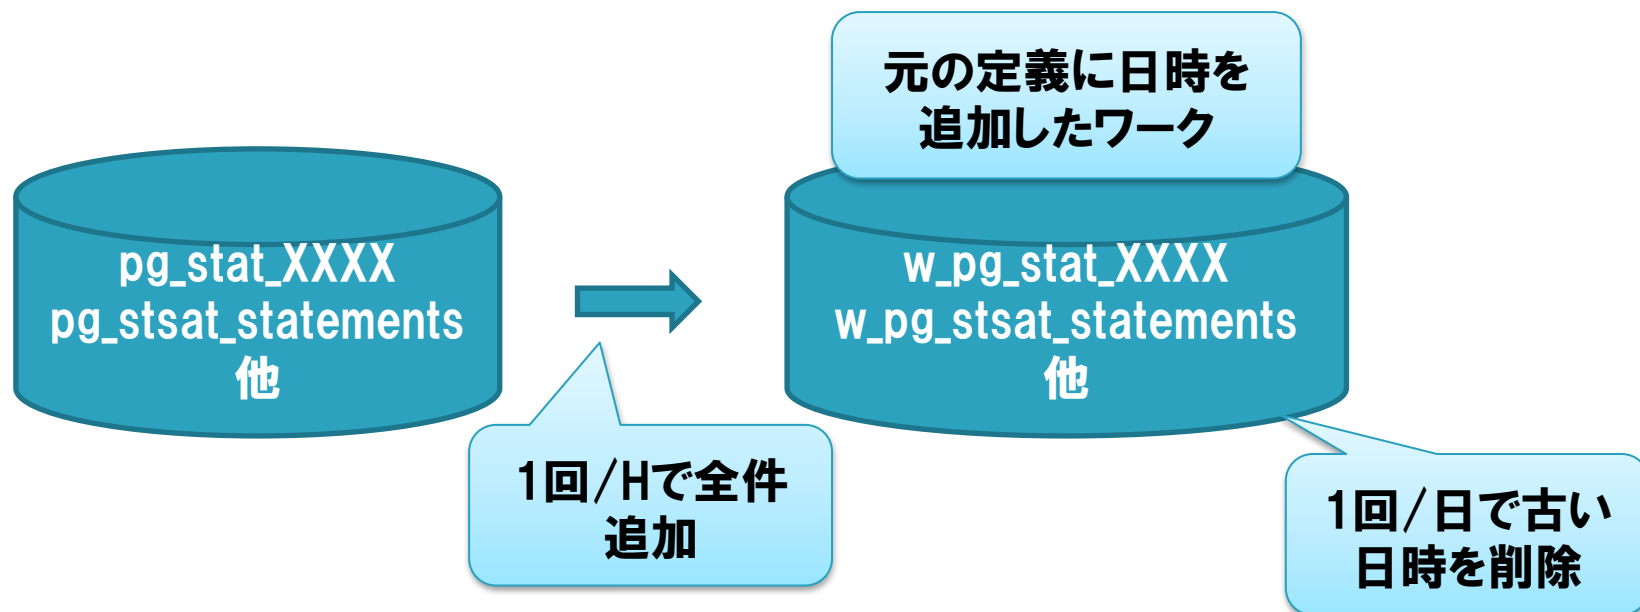 元の定義に日時を
追加したワーク
pg_stat_XXXX
pg_stsat_statements
他
w_pg_stat_XXXX
w_pg_stsat_statements
他
1回/Hで全件
追加
1回/日で古い
日時を削除